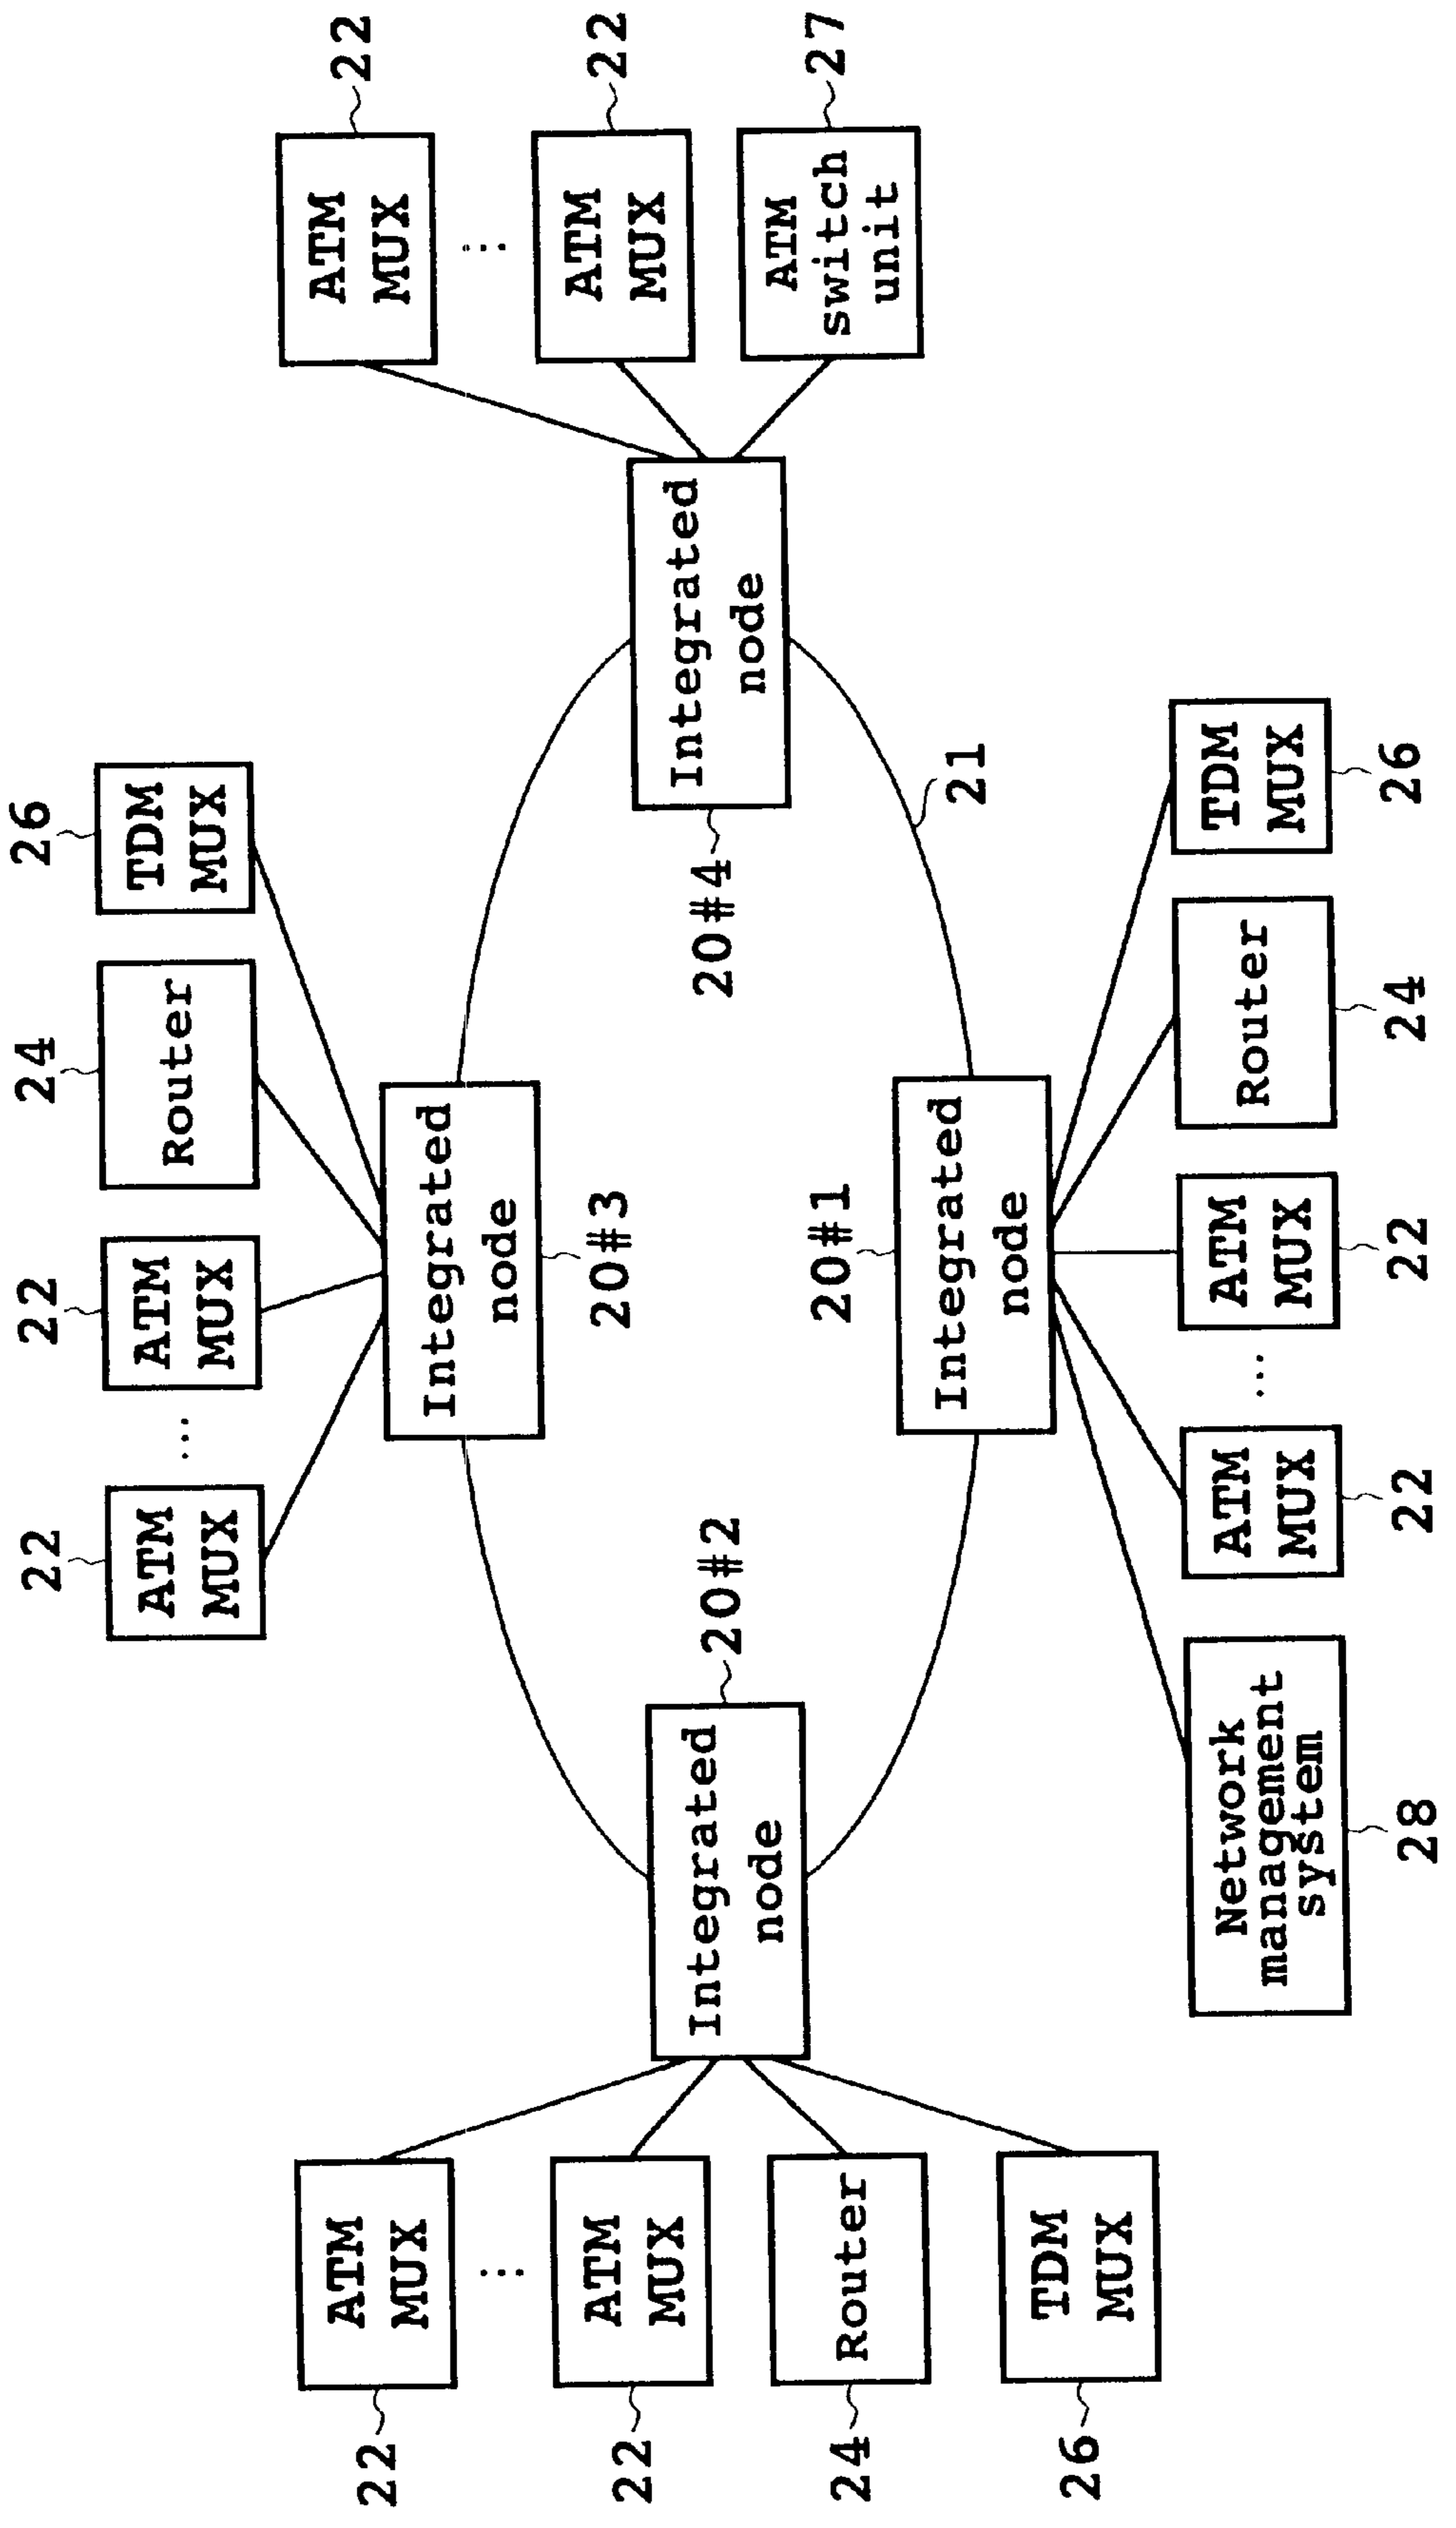 26
TDM
MUX
24
Router
22
ATM
MUX
...
22
ATM
MUX
22
ATM
MUX
...
22
ATM
MUX
27
ATM
switch
unit
Integrated
node
20#3
Integrated
node
20#4
21
Integrated
node
20#2
20#1
Integrated
node
22
ATM
MUX
...
22
ATM
MUX
24
Router
26
TDM
MUX
Network
management
system
28
ATM
MUX
22
...
ATM
MUX
22
Router
24
TDM
MUX
26